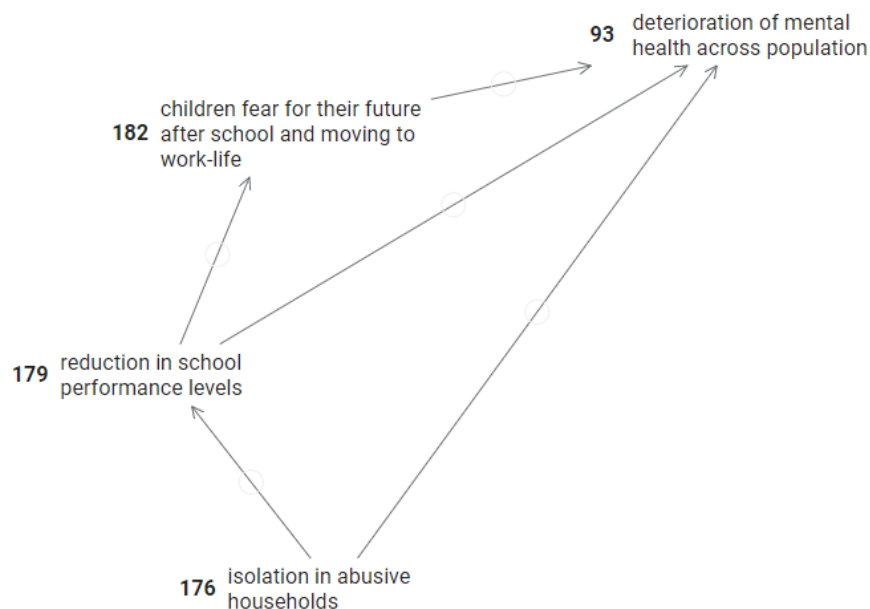 deterioration of mental
93 health across population
children fear for their future
182 after school and moving to
work-life
reduction in school
179 performance levels
isolation in abusive
176 households